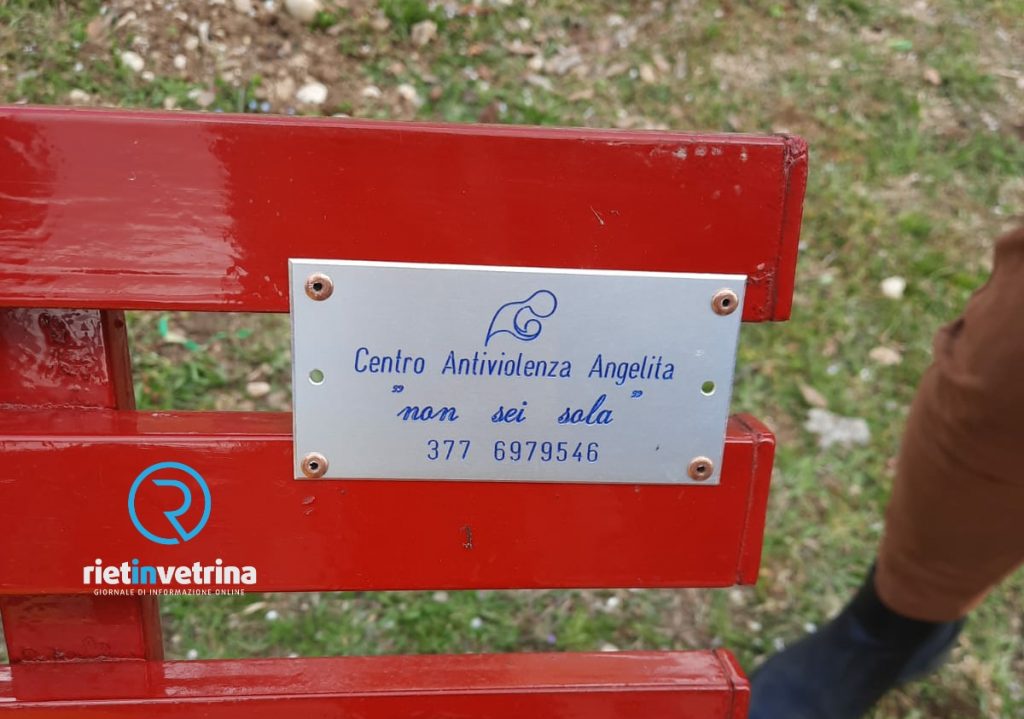 Centro Antiviolenza Angelita
"non sei sola"
377 6979546
rietinvetrina
GIORNALE DI INFORMAZIONE ONLINE